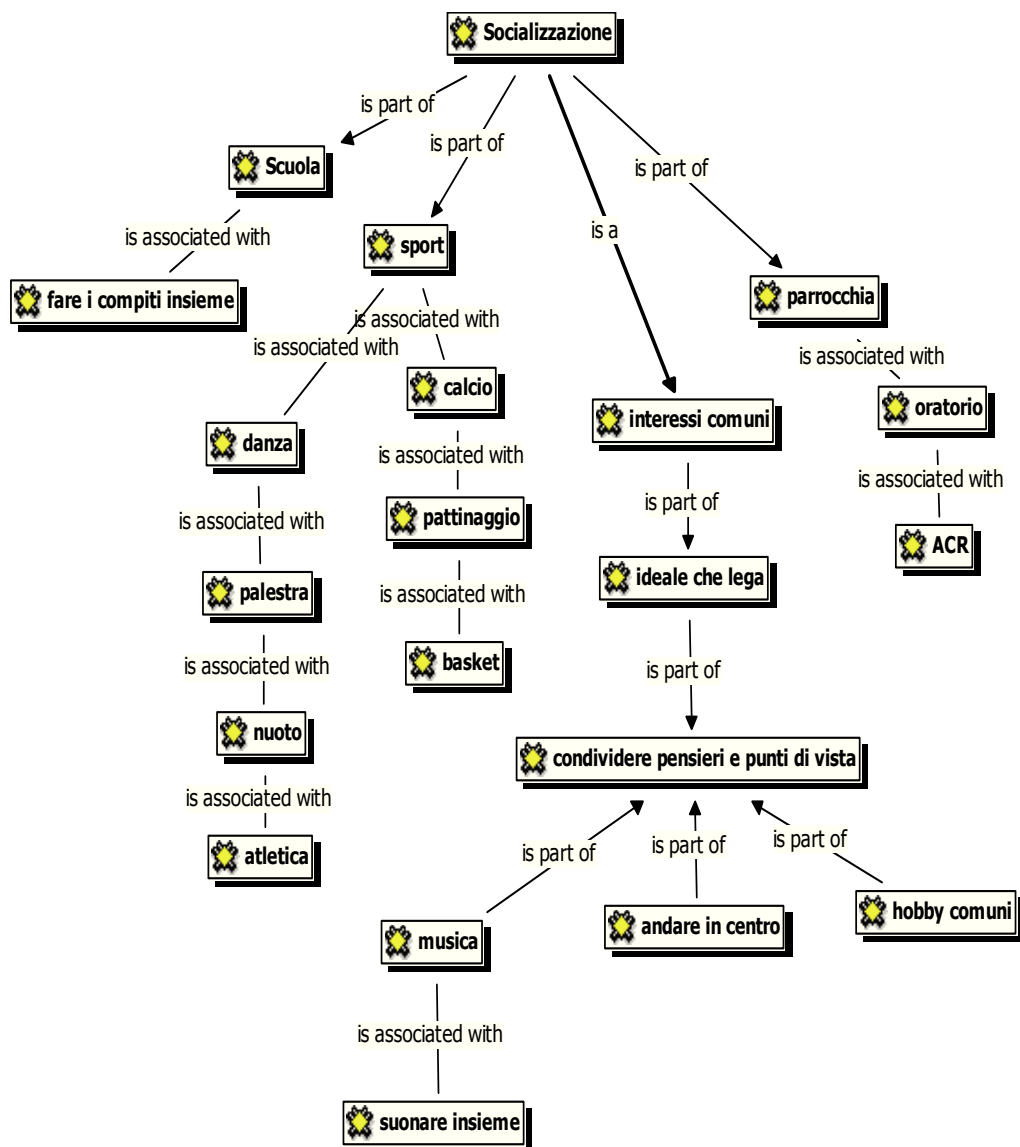 Socializzazione
is part of
is part of
is part of
Scuola
is a
is associated with
sport
fare i compiti insieme
parrocchia
is associated with
is associated with
is associated with
calcio
interessi comuni
oratorio
danza
is associated with
is associated with
is associated with
pattinaggio
is part of
ACR
palestra
ideale che lega
is associated with
is associated with
basket
is part of
nuoto
condividere pensieri e punti di vista
is associated with
atletica
is part of
is part of
is part of
musica
andare in centro
hobby comuni
is associated with
suonare insieme